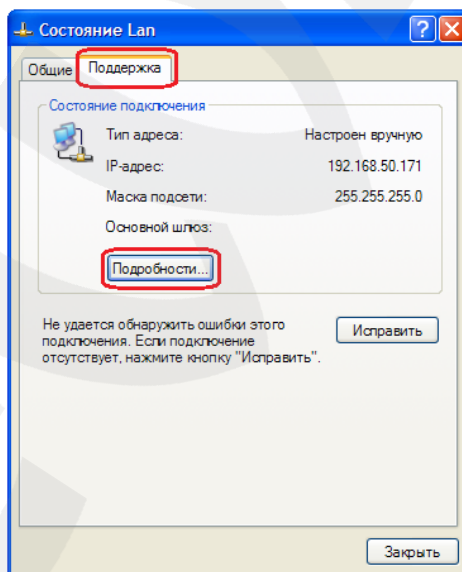 Состояние Lan
Общие Поддержка
Состояние подключения
Тип адреса: Настроен вручную
IP-адрес: 192.168.50.171
Маска подсети: 255.255.255.0
Основной шлюз:
Подробности...
Не удается обнаружить ошибки этого
подключения. Если подключение
отсутствует, нажмите кнопку "Исправить".
Исправить
Закрыть